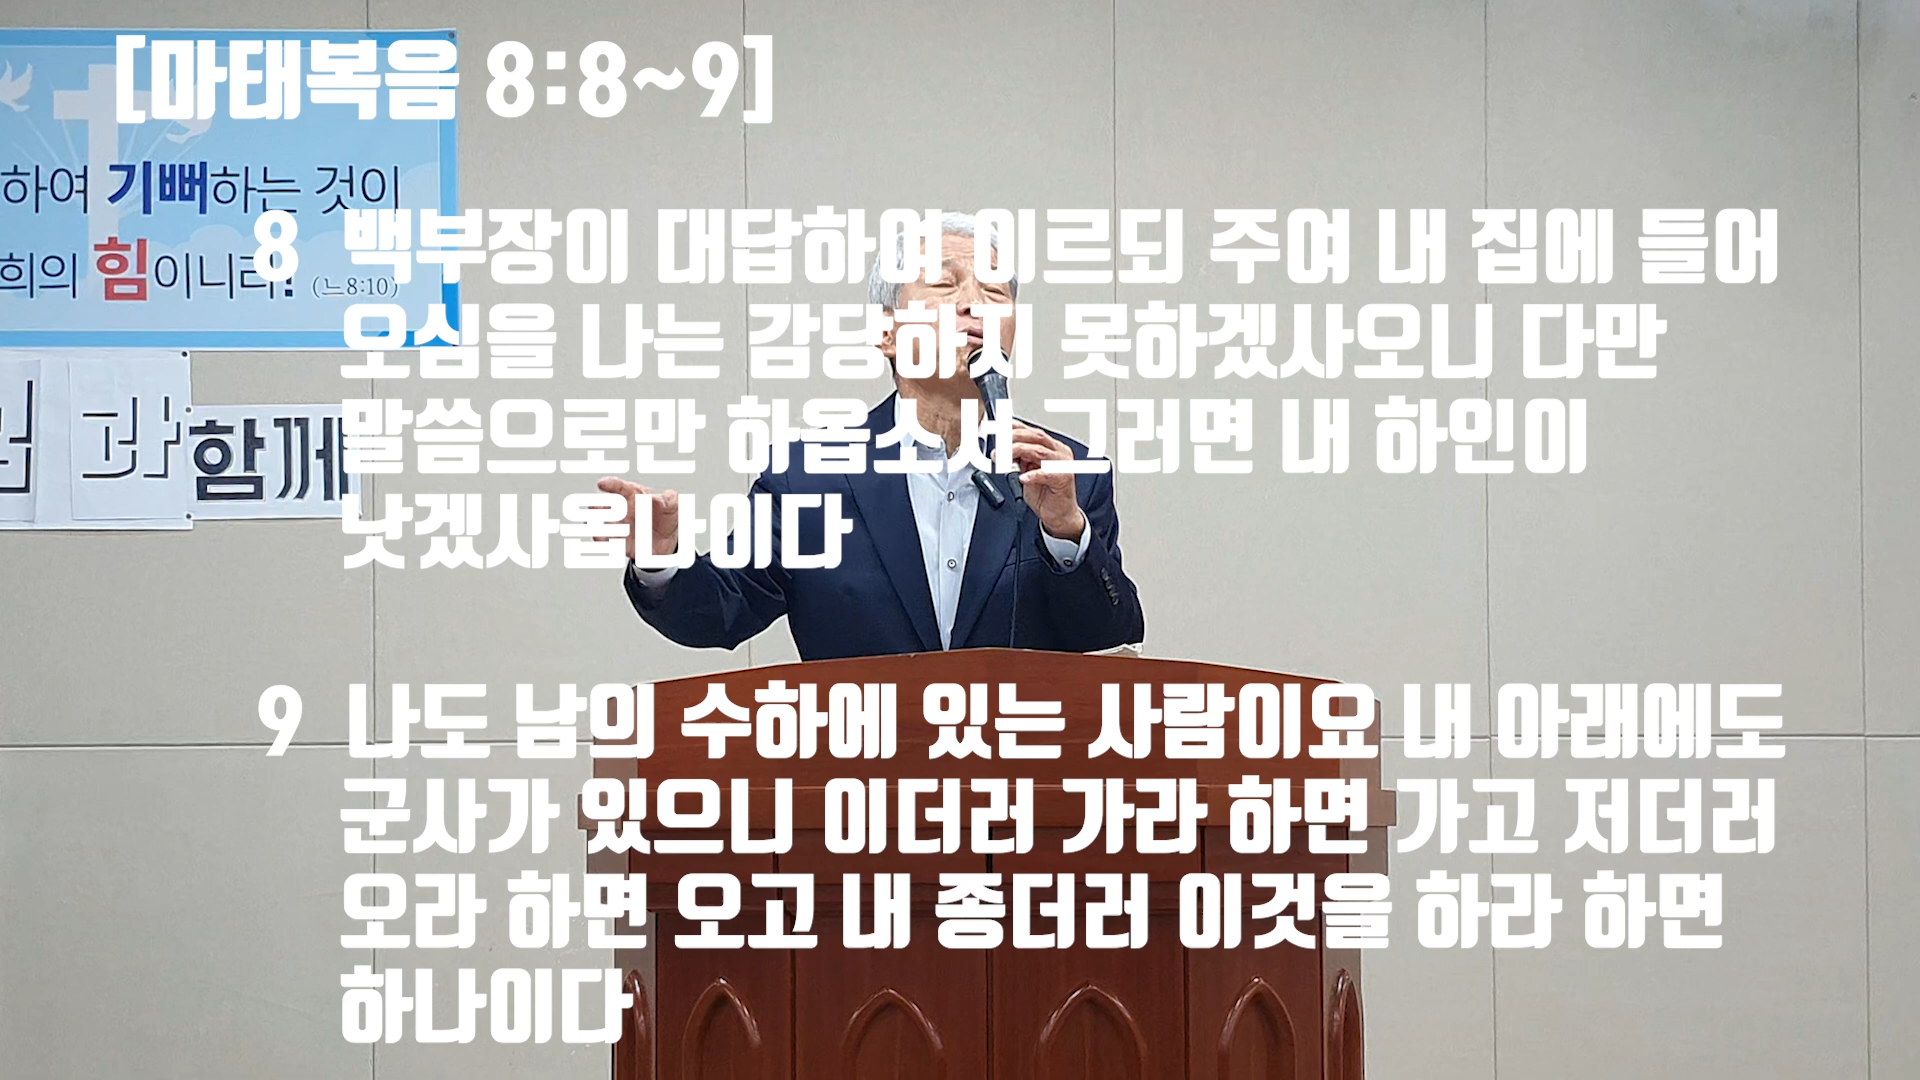 [마태복음 8:8~9]
하여 기뻐하는 것이
희의 힘이니라! (느8:10)
함께
8 백부장이 대답하여 이르되 주여 내 집에 들어
오심을 나는 감당하지 못하겠사오니 다만
말씀으로만 하옵소서 그러면 내 하인이
낫겠사옵나이다
9 나도 남의 수하에 있는 사람이요 내 아래에도
군사가 있으니 이더러 가라 하면 가고 저더러
오라 하면 오고 내 종더러 이것을 하라 하면
하나이다